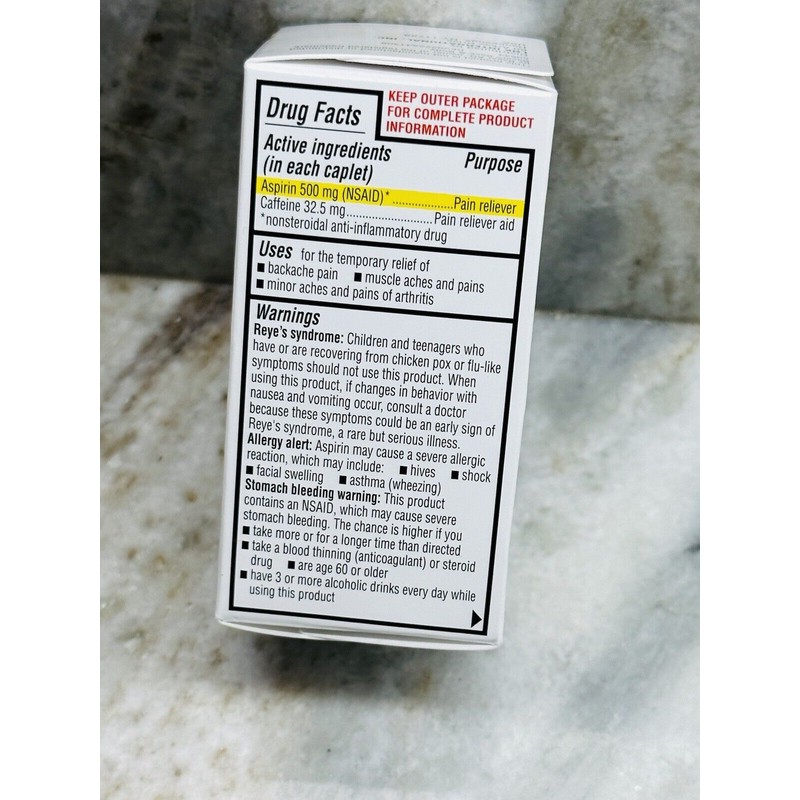 Drug Facts
KEEP OUTER PACKAGE
FOR COMPLETE PRODUCT
INFORMATION
Active ingredients
(in each caplet)
Purpose
Aspirin 500 mg (NSAID)*...................Pain reliever
Caffeine 32.5 mg..........................Pain reliever aid
*nonsteroidal anti-inflammatory drug
Uses for the temporary relief of
■ backache pain ■ muscle aches and pains
■ minor aches and pains of arthritis
Warnings
Reye's syndrome: Children and teenagers who
have or are recovering from chicken pox or flu-like
symptoms should not use this product. When
using this product, if changes in behavior with
nausea and vomiting occur, consult a doctor
because these symptoms could be an early sign of
Reye's syndrome, a rare but serious illness.
Allergy alert: Aspirin may cause a severe allergic
reaction, which may include: ■ hives ■ shock
■ facial swelling ■ asthma (wheezing)
Stomach bleeding warning: This product
contains an NSAID, which may cause severe
stomach bleeding. The chance is higher if you
■ take more or for a longer time than directed
■ take a blood thinning (anticoagulant) or steroid
drug ■ are age 60 or older
■ have 3 or more alcoholic drinks every day while
using this product